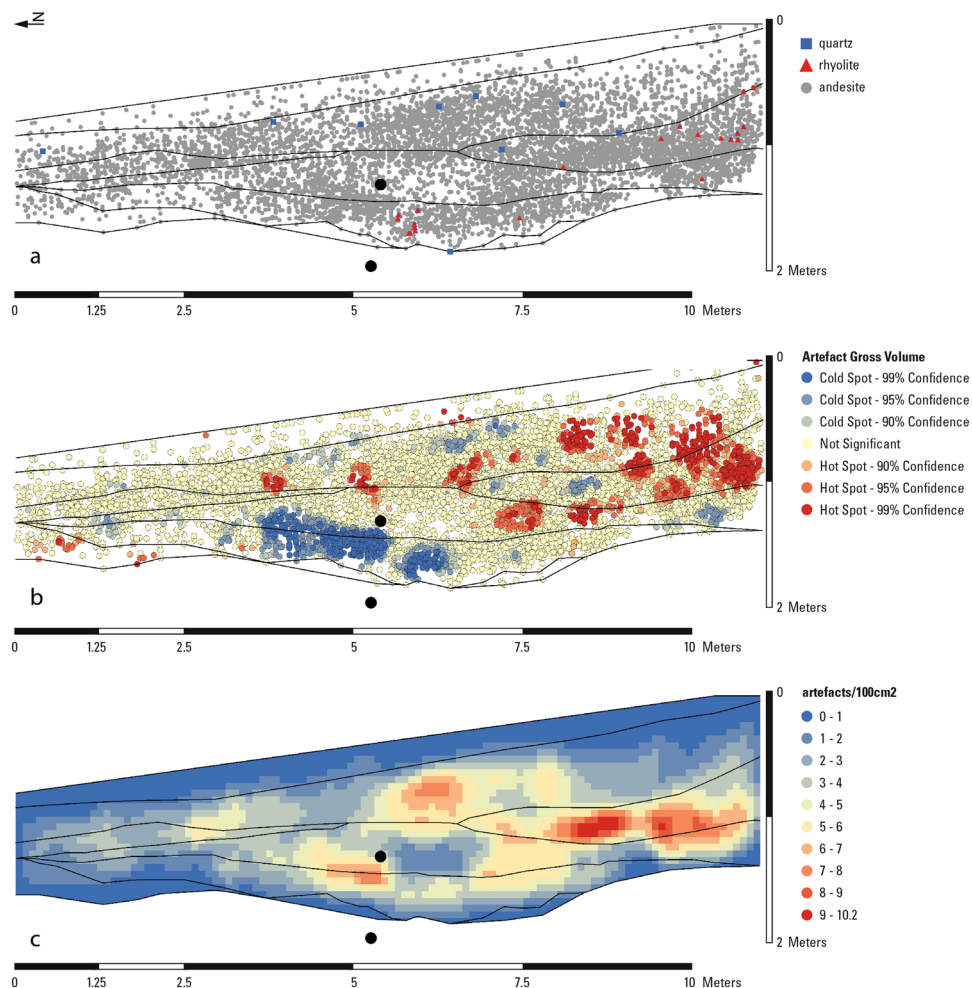 N
0
quartz
rhyolite
andesite
a
2 Meters
0 1.25 2.5 5 7.5 10 Meters
0
Artefact Gross Volume
Cold Spot - 99% Confidence
Cold Spot - 95% Confidence
Cold Spot - 90% Confidence
Not Significant
Hot Spot - 90% Confidence
Hot Spot - 95% Confidence
Hot Spot - 99% Confidence
b
2 Meters
0 1.25 2.5 5 7.5 10 Meters
0
artefacts/100cm2
0 - 1
1 - 2
2 - 3
3 - 4
4 - 5
5 - 6
6 - 7
7 - 8
8 - 9
9 - 10.2
c
2 Meters
0 1.25 2.5 5 7.5 10 Meters